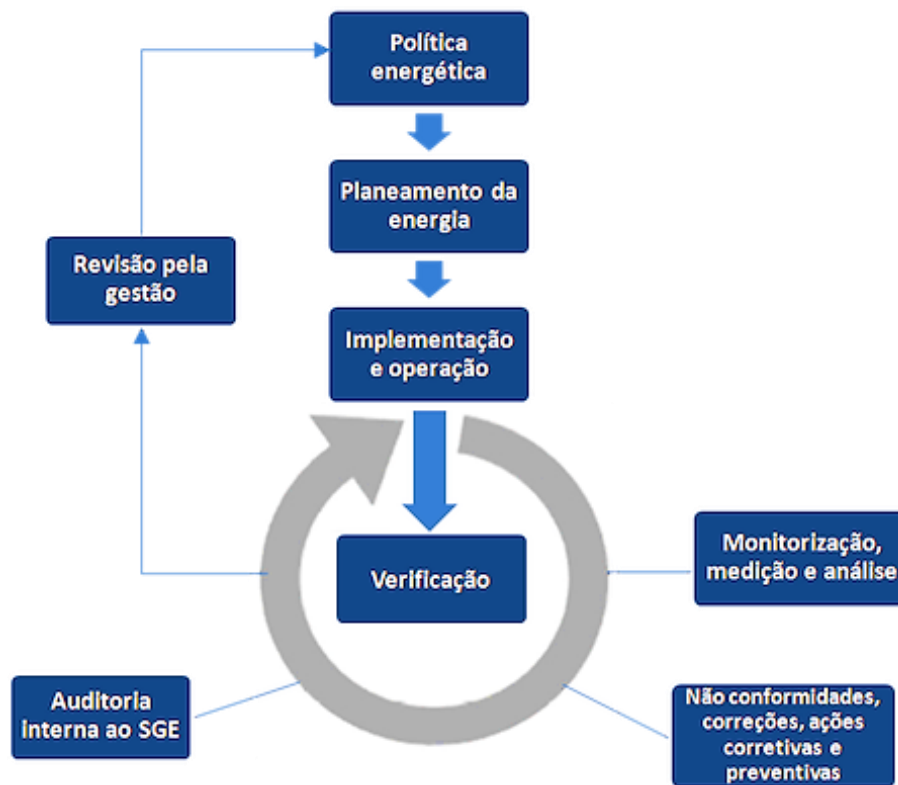 Política
energética
Planeamento da
energia
Revisão pela
gestão
Implementação
e operação
Verificação
Monitorização,
medição e análise
Auditoria
interna ao SGE
Não conformidades,
correções, ações
corretivas e
preventivas